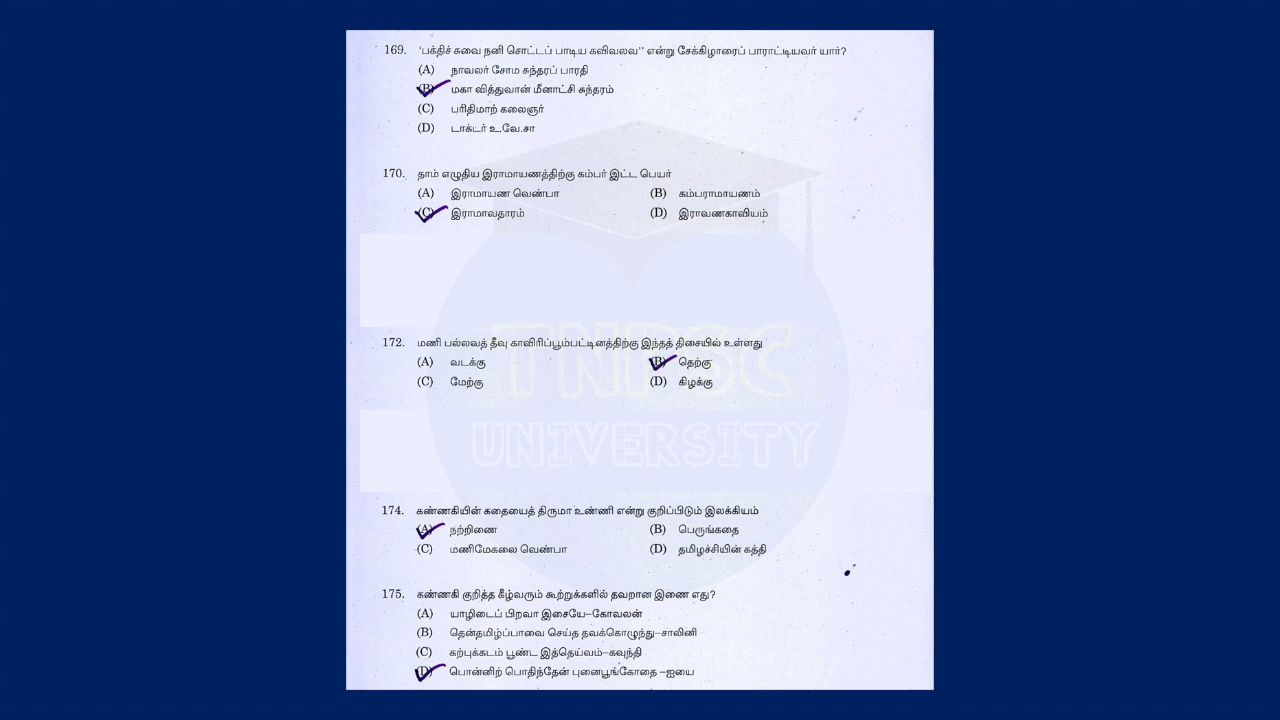 169. ‘பக்திச் சுவை நனி சொட்டப் பாடிய கவிவலவ’’ என்று சேக்கிழாரைப் பாராட்டியவர் யார்?
(A) நாவலர் சோம சுந்தரப் பாரதி
(B) மகா வித்துவான் மீனாட்சி சுந்தரம்
(C) பரிதிமாற் கலைஞர்
(D) டாக்டர் உ.வே.சா
170. தாம் எழுதிய இராமாயணத்திற்கு கம்பர் இட்ட பெயர்
(A) இராமாயண வெண்பா (B) கம்பராமாயணம்
(C) இராமாவதாரம் (D) இராவணகாவியம்
172. மணி பல்லவத் தீவு காவிரிப்பூம்பட்டினத்திற்கு இந்தத் திசையில் உள்ளது
(A) வடக்கு (B) தெற்கு
(C) மேற்கு (D) கிழக்கு
TNPSC
UNIVERSITY
174. கண்ணகியின் கதையைத் திருமா உண்ணி என்று குறிப்பிடும் இலக்கியம்
(A) நற்றிணை (B) பெருங்கதை
(C) மணிமேகலை வெண்பா (D) தமிழச்சியின் கத்தி
175. கண்ணகி குறித்த கீழ்வரும் கூற்றுக்களில் தவறான இணை எது?
(A) யாழிடைப் பிறவா இசையே–கோவலன்
(B) தென்தமிழ்ப்பாவை செய்த தவக்கொழுந்து–சாலினி
(C) கற்புக்கடம் பூண்ட இத்தெய்வம்–கவுந்தி
(D) பொன்னிற் பொதிந்தேன் புனைபூங்கோதை –ஐயை